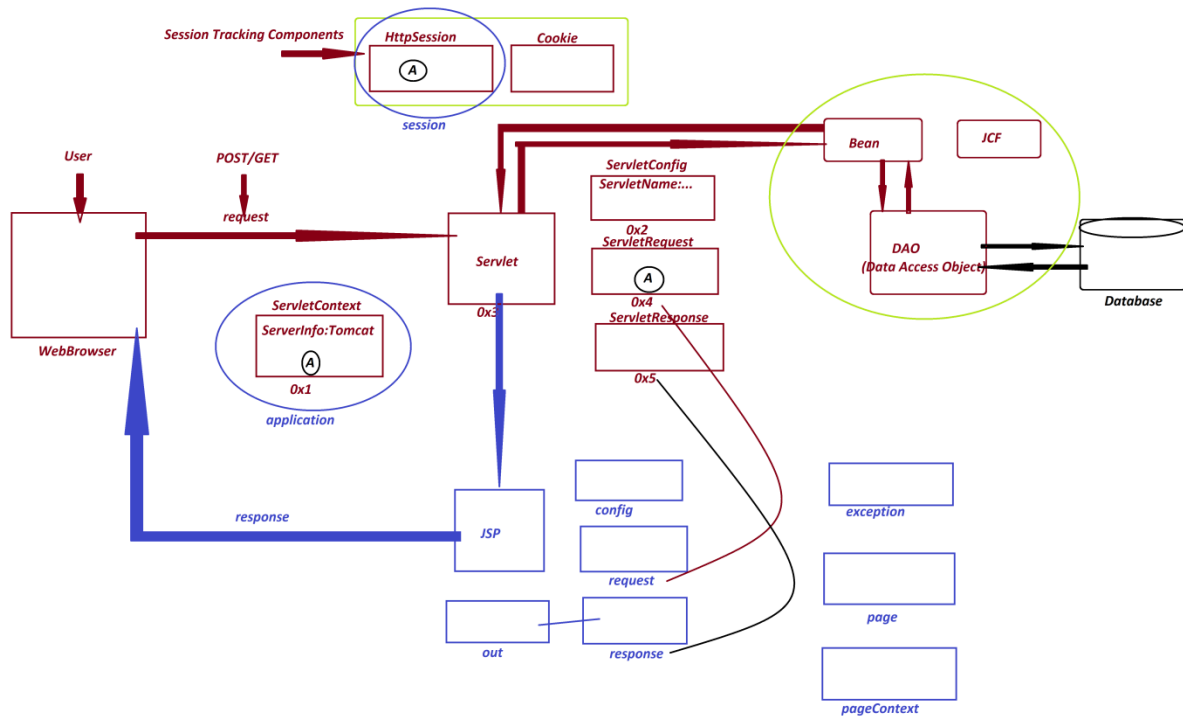 Session Tracking Components
HttpSession
A
Cookie
session
User
POST/GET
request
WebBrowser
ServletContext
ServerInfo:Tomcat
A
0x1
application
Servlet
0x3
ServletConfig
ServletName:...
0x2
ServletRequest
A
0x4
ServletResponse
0x5
Bean
JCF
DAO
(Data Access Object)
Database
response
JSP
config
request
out
response
exception
page
pageContext